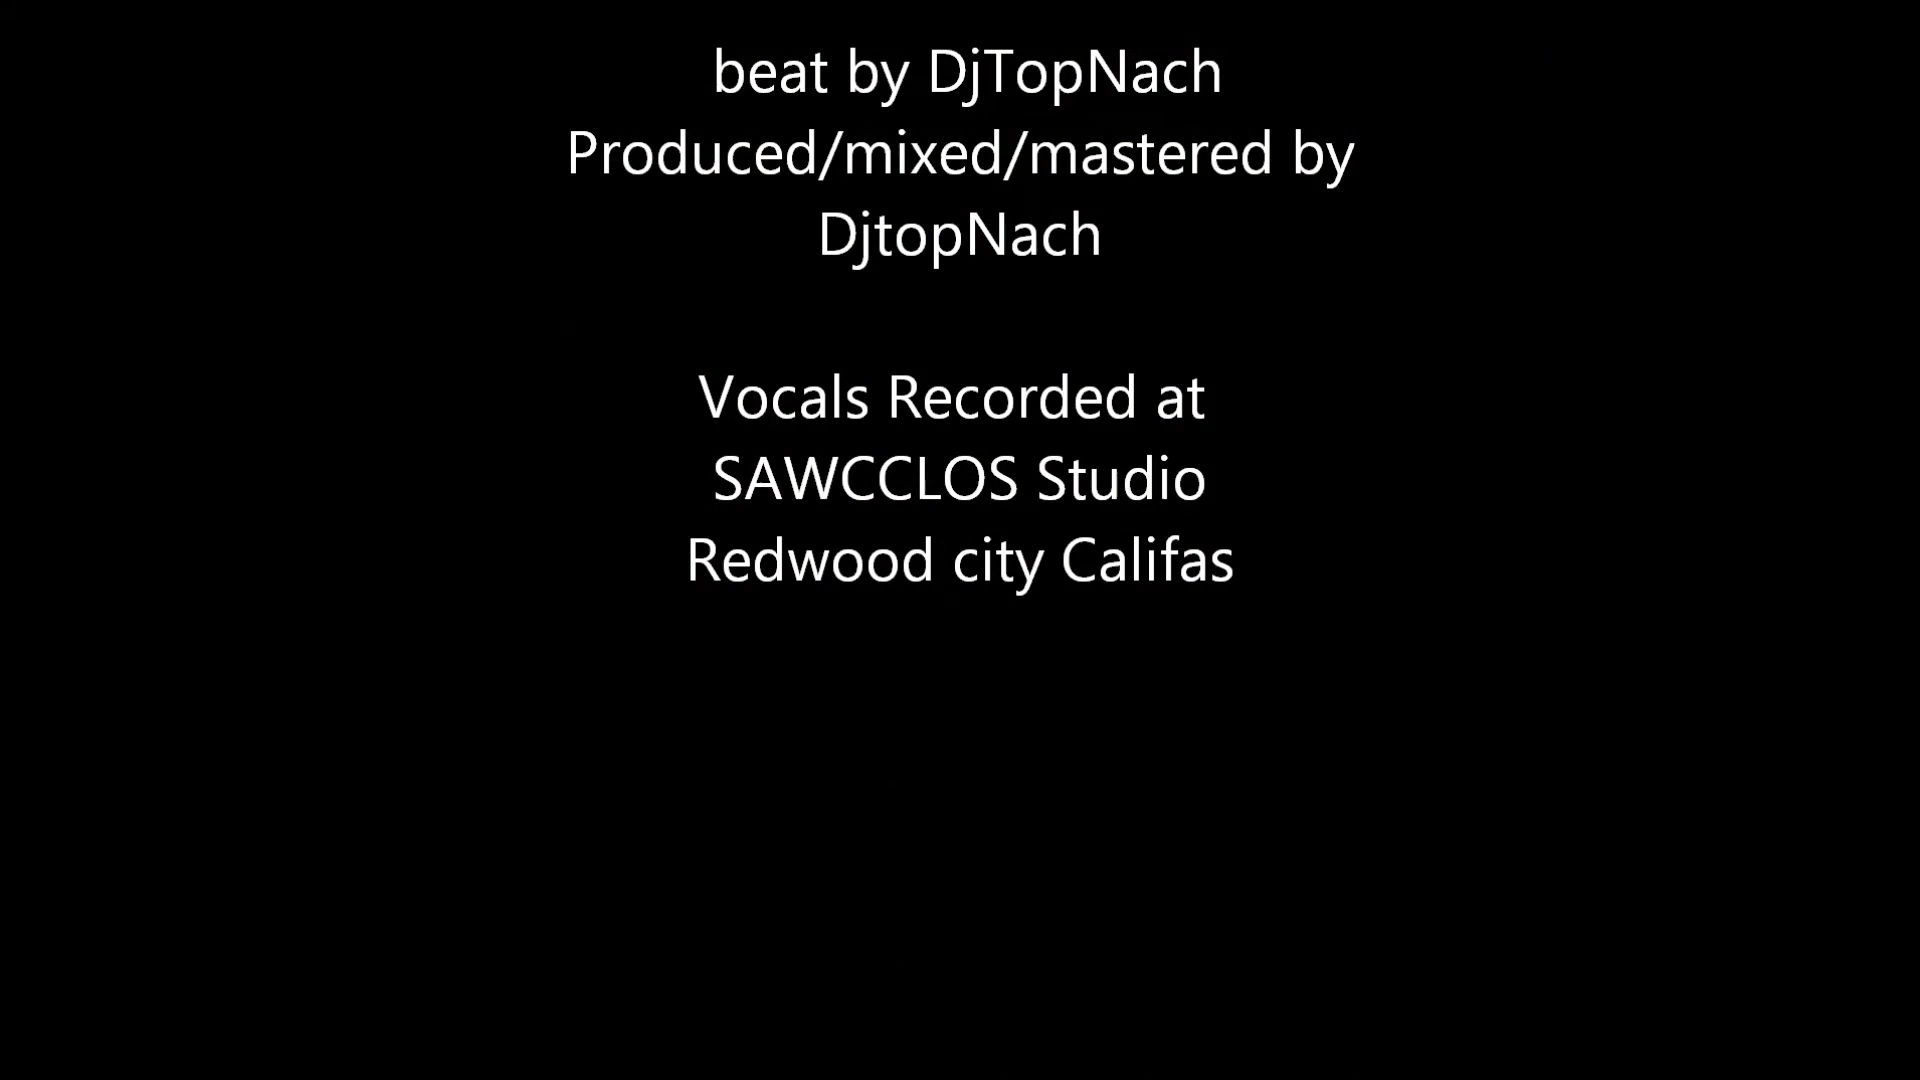 beat by DjTopNach
Produced/mixed/mastered by
DjtopNach
Vocals Recorded at
SAWCCLOS Studio
Redwood city Califas